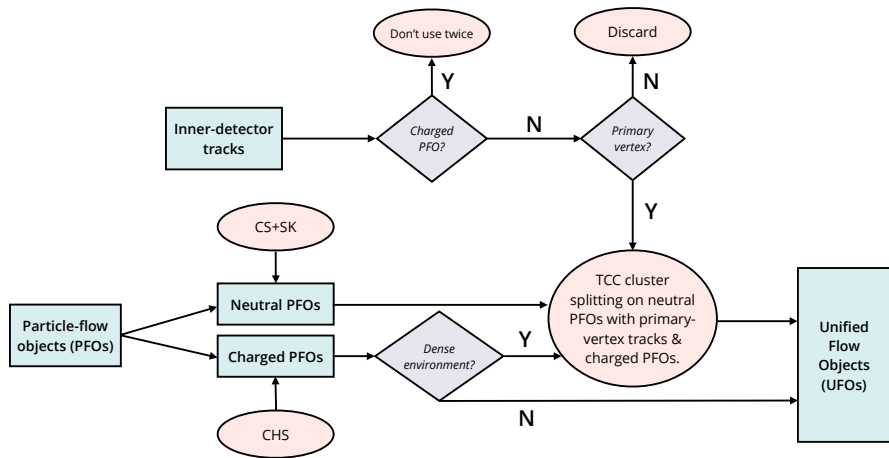 Don't use twice
Discard
Y
N
Inner-detector
tracks
Charged
PFO?
N
Primary
vertex?
Y
CS+SK
TCC cluster
splitting on neutral
PFOs with primary-
vertex tracks &
charged PFOs.
Particle-flow
objects (PFOs)
Neutral PFOs
Charged PFOs
Dense
environment?
Y
N
CHS
Unified
Flow
Objects
(UFOs)